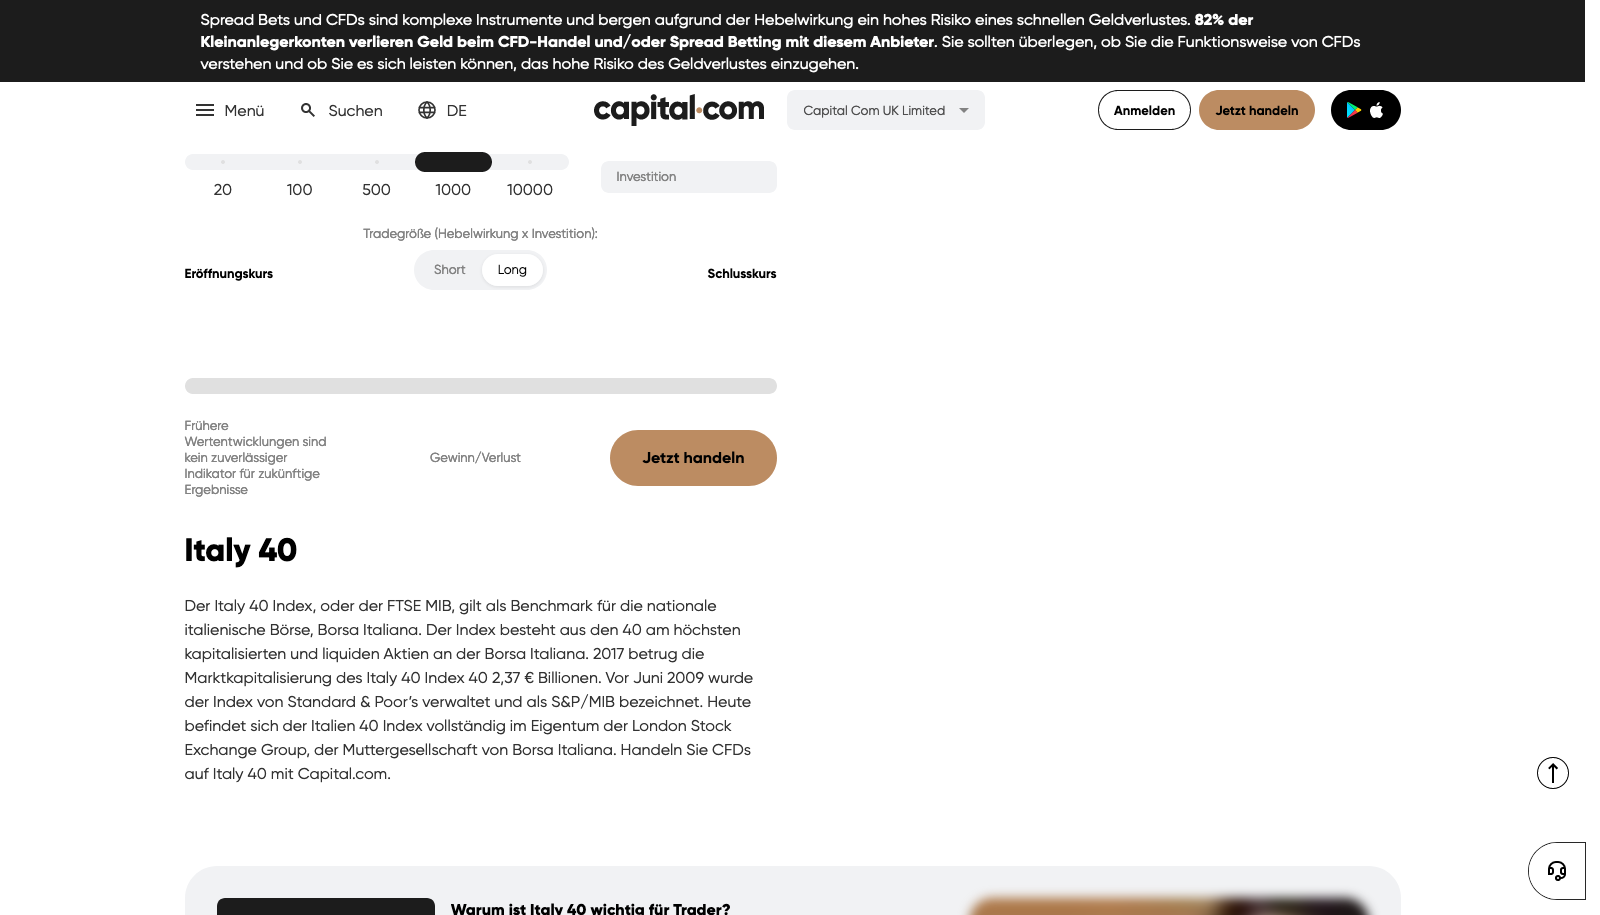 Spread Bets und CFDs sind komplexe Instrumente und bergen aufgrund der Hebelwirkung ein hohes Risiko eines schnellen Geldverlustes. 82% der
Kleinanlegerkonten verlieren Geld beim CFD-Handel und/oder Spread Betting mit diesem Anbieter. Sie sollten überlegen, ob Sie die Funktionsweise von CFDs
verstehen und ob Sie es sich leisten können, das hohe Risiko des Geldverlustes einzugehen.
Menü Suchen DE capital.com Capital Com UK Limited Anmelden Jetzt handeln
20 100 500 1000 10000
Investition
Tradegröße (Hebelwirkung x Investition):
Eröffnungskurs Short Long Schlusskurs
Frühere
Wertentwicklungen sind
kein zuverlässiger
Indikator für zukünftige
Ergebnisse
Gewinn/Verlust
Jetzt handeln
Italy 40
Der Italy 40 Index, oder der FTSE MIB, gilt als Benchmark für die nationale
italienische Börse, Borsa Italiana. Der Index besteht aus den 40 am höchsten
kapitalisierten und liquiden Aktien an der Borsa Italiana. 2017 betrug die
Marktkapitalisierung des Italy 40 Index 40 2,37 € Billionen. Vor Juni 2009 wurde
der Index von Standard & Poor’s verwaltet und als S&P/MIB bezeichnet. Heute
befindet sich der Italien 40 Index vollständig im Eigentum der London Stock
Exchange Group, der Muttergesellschaft von Borsa Italiana. Handeln Sie CFDs
auf Italy 40 mit Capital.com.
Warum ist Italy 40 wichtig für Trader?